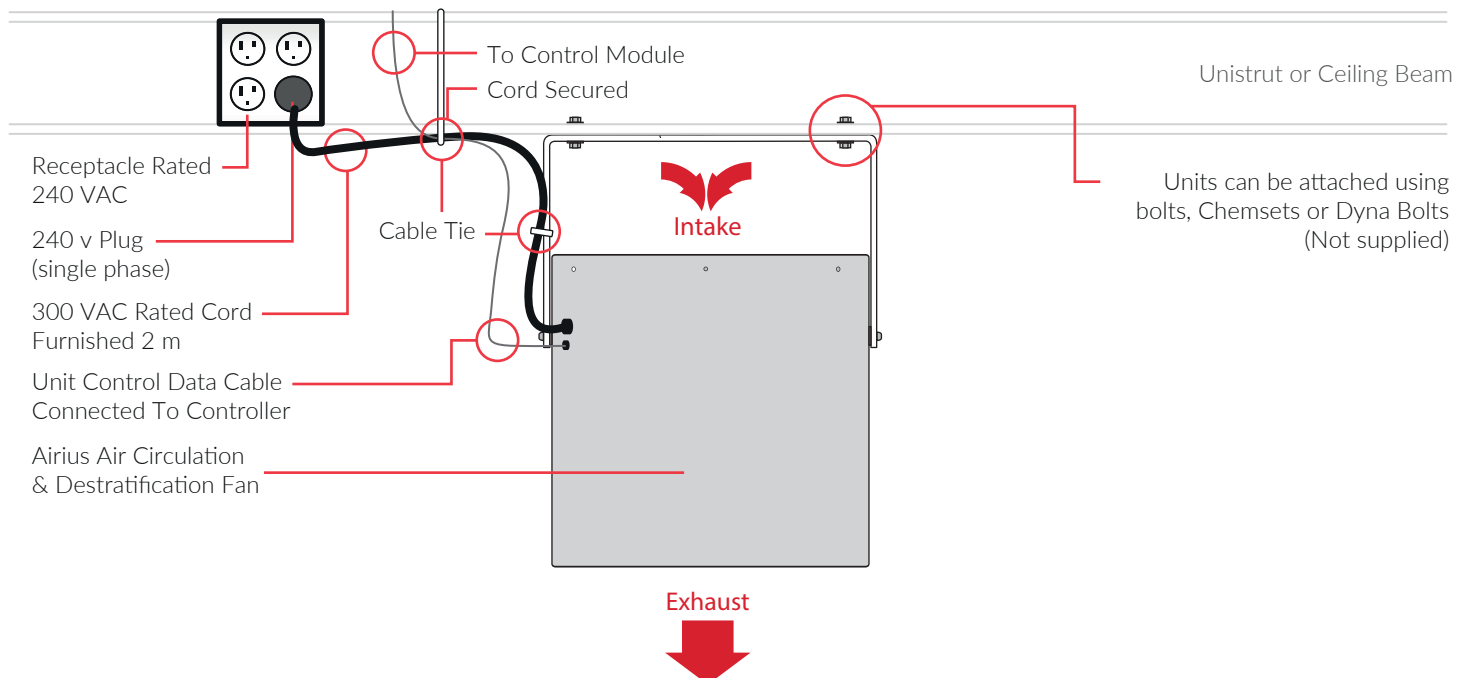 To Control Module
Cord Secured
Unistrut or Ceiling Beam
Receptacle Rated
240 VAC
240 v Plug
(single phase)
300 VAC Rated Cord
Furnished 2 m
Unit Control Data Cable
Connected To Controller
Airius Air Circulation
& Destratification Fan
Cable Tie
Intake
Units can be attached using
bolts, Chemsets or Dyna Bolts
(Not supplied)
Exhaust